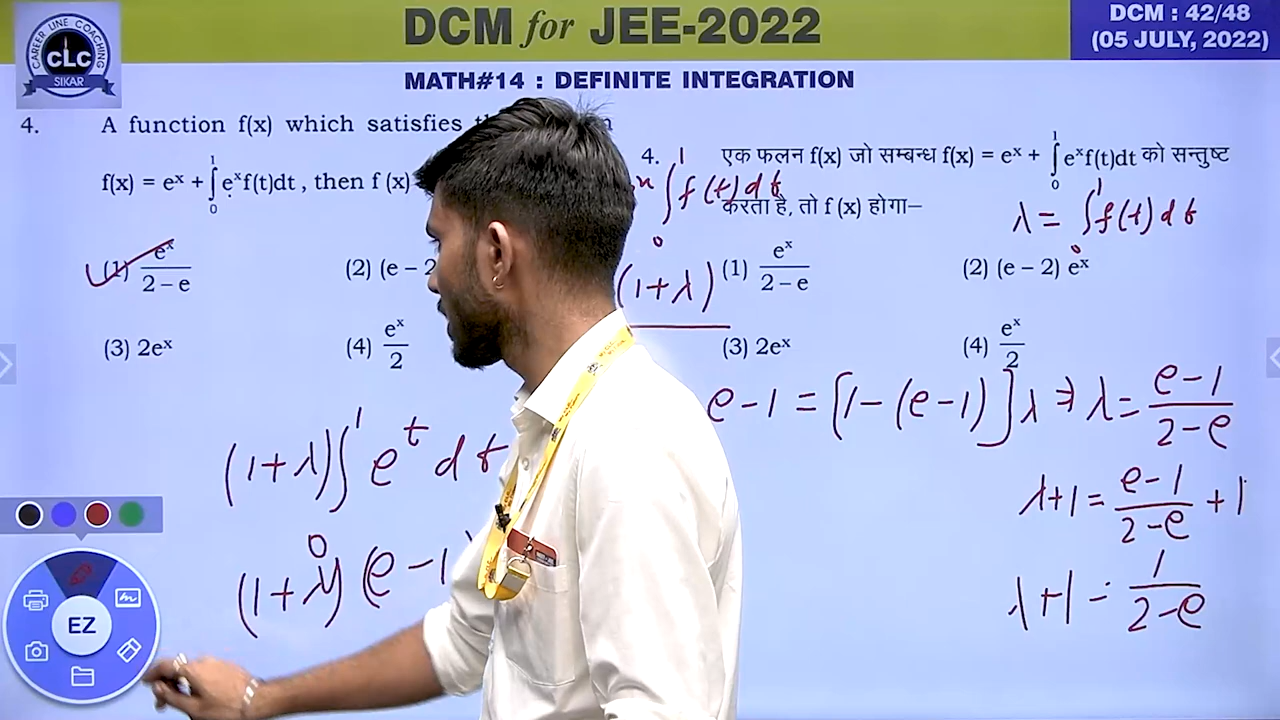 CAREER LINE COACHING
CLC
SIKAR
DCM for JEE-2022
DCM : 42/48
(05 JULY, 2022)
MATH#14 : DEFINITE INTEGRATION
4. A function f(x) which satisfies
f(x) = eˣ + ∫₀¹ eˣf(t)dt , then f (x)
(1) eˣ/(2 – e)
(2) (e – 2
(3) 2eˣ
(4) eˣ/2
4. एक फलन f(x) जो सम्बन्ध f(x) = eˣ + ∫₀¹ eˣf(t)dt को सन्तुष्ट
करता है, तो f (x) होगा–
(1) eˣ/(2 – e)
(2) (e – 2) eˣ
(3) 2eˣ
(4) eˣ/2
∫₀¹ f(t)dt
(1+λ)
λ = ∫₀¹ f(t)dt
(1+λ)∫₀¹ eᵗ dt
(1+λ)(e-1
e-1 = [1-(e-1)]λ ⇒ λ = (e-1)/(2-e)
λ+1 = (e-1)/(2-e) + 1
λ+1 = 1/(2-e)
EZ